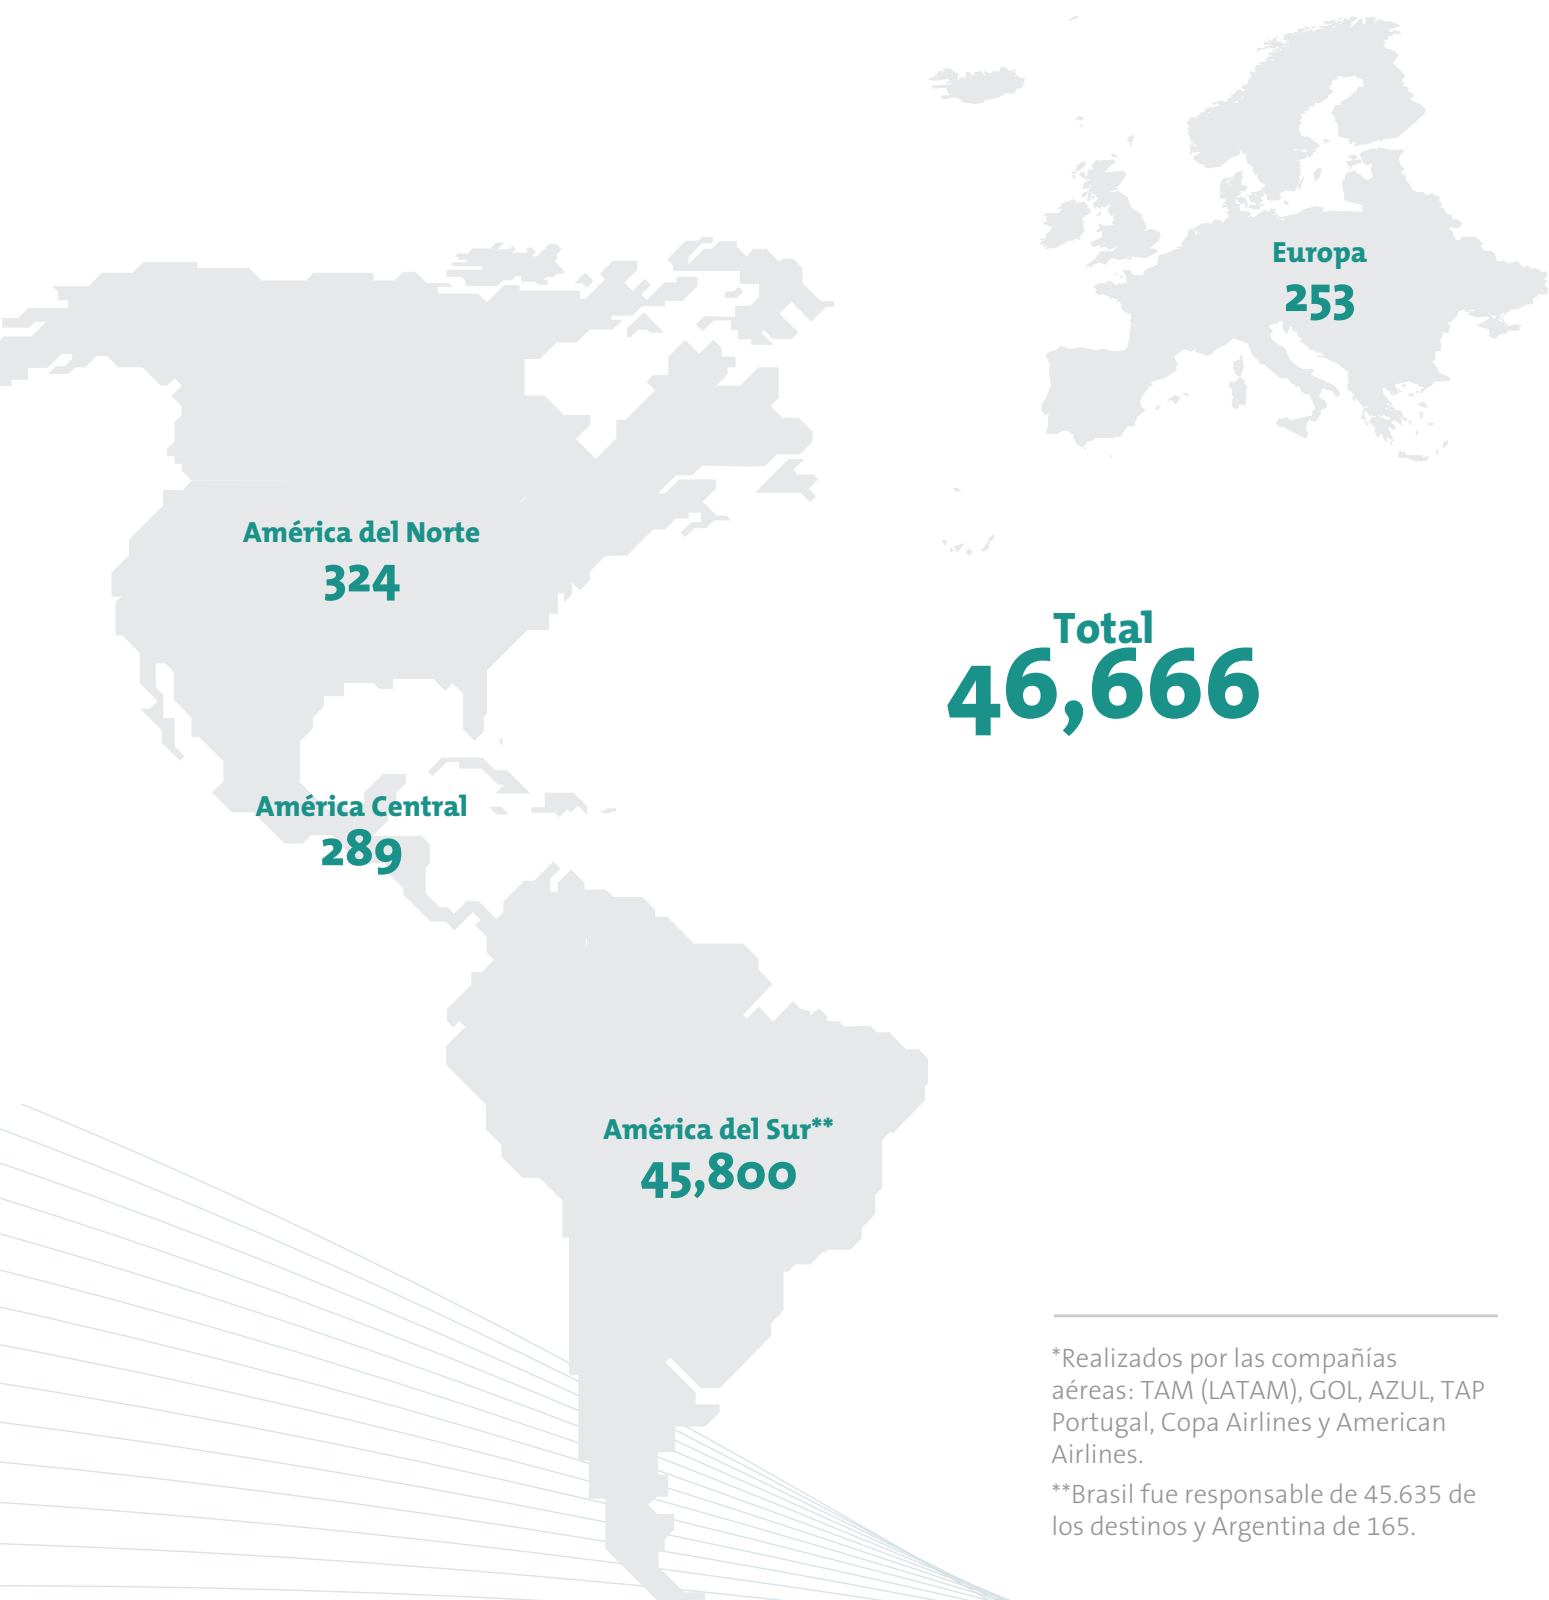 Europa
253
América del Norte
324
Total
46,666
América Central
289
América del Sur**
45,800
*Realizados por las compañías
aéreas: TAM (LATAM), GOL, AZUL, TAP
Portugal, Copa Airlines y American
Airlines.
**Brasil fue responsable de 45.635 de
los destinos y Argentina de 165.